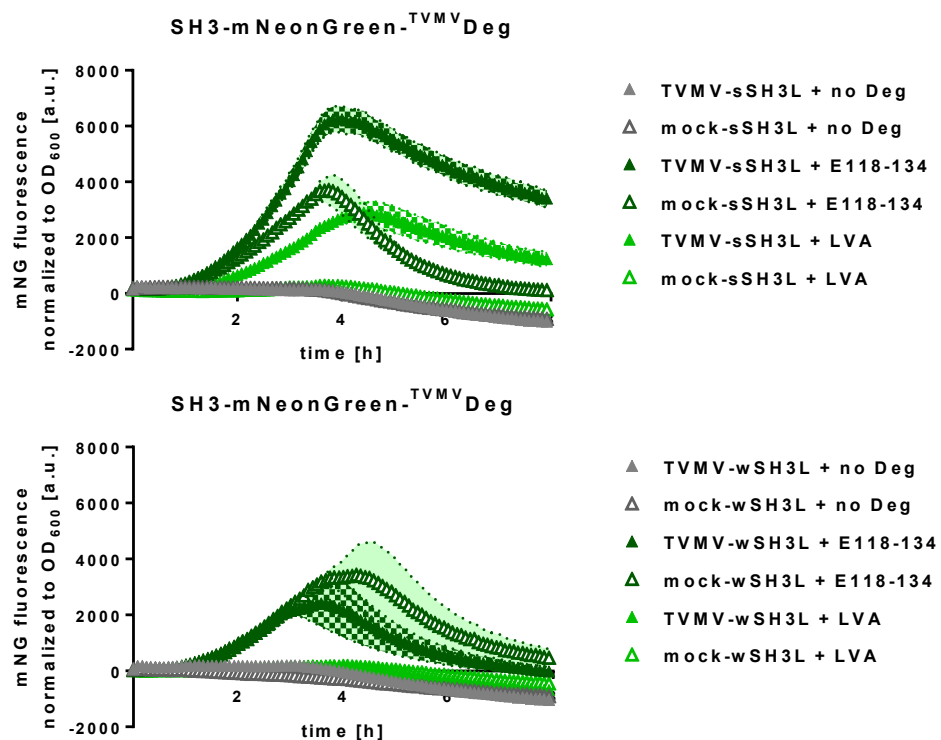 SH3-mNeonGreen-TVMVDeg
mNG fluorescence
normalized to OD600 [a.u.]
8000
6000
4000
2000
0
-2000
2
4
6
time [h]
TVMV-sSH3L + no Deg
mock-sSH3L + no Deg
TVMV-sSH3L + E118-134
mock-sSH3L + E118-134
TVMV-sSH3L + LVA
mock-sSH3L + LVA
SH3-mNeonGreen-TVMVDeg
mNG fluorescence
normalized to OD600 [a.u.]
8000
6000
4000
2000
0
-2000
2
4
6
time [h]
TVMV-wSH3L + no Deg
mock-wSH3L + no Deg
TVMV-wSH3L + E118-134
mock-wSH3L + E118-134
TVMV-wSH3L + LVA
mock-wSH3L + LVA